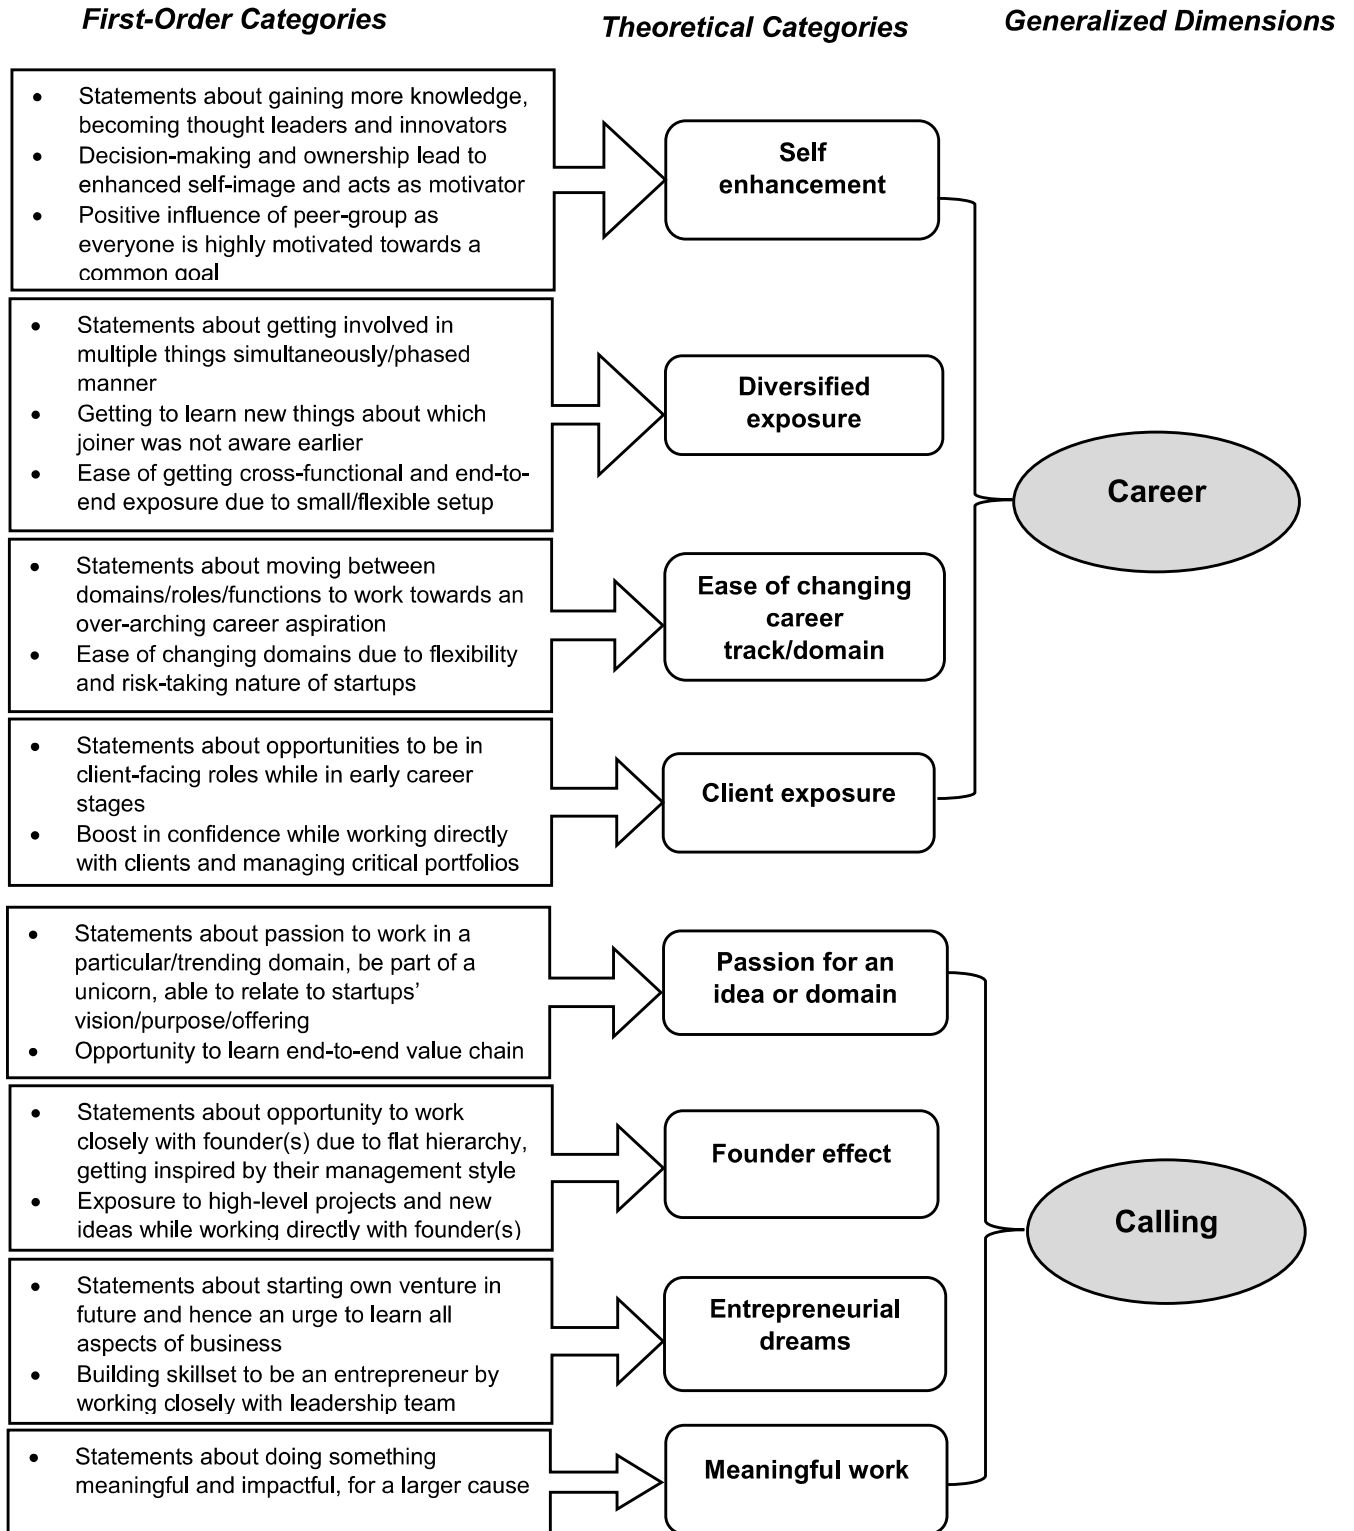 First-Order Categories
Theoretical Categories
Generalized Dimensions
• Statements about gaining more knowledge,
becoming thought leaders and innovators
• Decision-making and ownership lead to
enhanced self-image and acts as motivator
• Positive influence of peer-group as
everyone is highly motivated towards a
common goal
Self
enhancement
• Statements about getting involved in
multiple things simultaneously/phased
manner
• Getting to learn new things about which
joiner was not aware earlier
• Ease of getting cross-functional and end-to-
end exposure due to small/flexible setup
Diversified
exposure
• Statements about moving between
domains/roles/functions to work towards an
over-arching career aspiration
• Ease of changing domains due to flexibility
and risk-taking nature of startups
Ease of changing
career
track/domain
• Statements about opportunities to be in
client-facing roles while in early career
stages
• Boost in confidence while working directly
with clients and managing critical portfolios
Client exposure
Career
• Statements about passion to work in a
particular/trending domain, be part of a
unicorn, able to relate to startups’
vision/purpose/offering
• Opportunity to learn end-to-end value chain
Passion for an
idea or domain
• Statements about opportunity to work
closely with founder(s) due to flat hierarchy,
getting inspired by their management style
• Exposure to high-level projects and new
ideas while working directly with founder(s)
Founder effect
• Statements about starting own venture in
future and hence an urge to learn all
aspects of business
• Building skillset to be an entrepreneur by
working closely with leadership team
Entrepreneurial
dreams
• Statements about doing something
meaningful and impactful, for a larger cause
Meaningful work
Calling